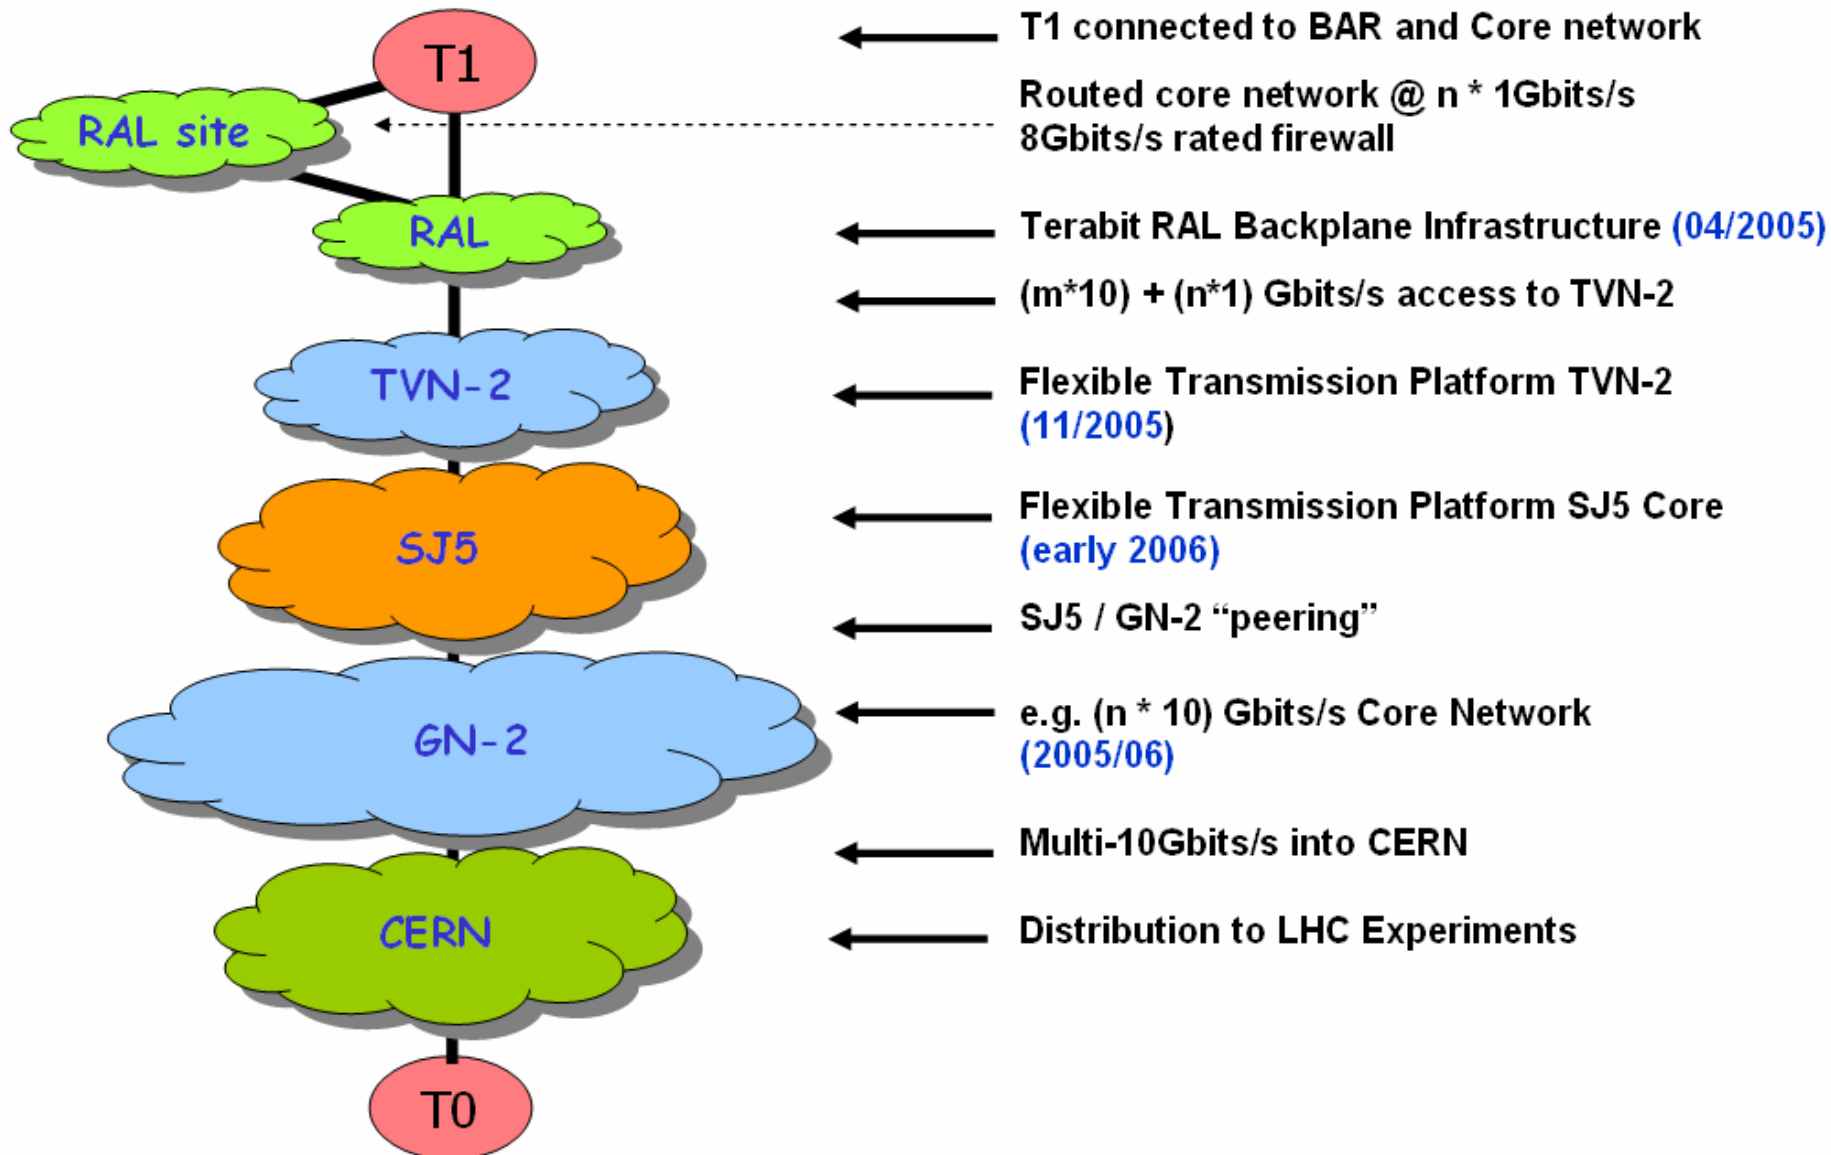 T1
T1 connected to BAR and Core network
RAL site
Routed core network @ n * 1Gbits/s
8Gbits/s rated firewall
RAL
Terabit RAL Backplane Infrastructure (04/2005)
(m*10) + (n*1) Gbits/s access to TVN-2
TVN-2
Flexible Transmission Platform TVN-2
(11/2005)
SJ5
Flexible Transmission Platform SJ5 Core
(early 2006)
SJ5 / GN-2 “peering”
GN-2
e.g. (n * 10) Gbits/s Core Network
(2005/06)
Multi-10Gbits/s into CERN
CERN
Distribution to LHC Experiments
T0